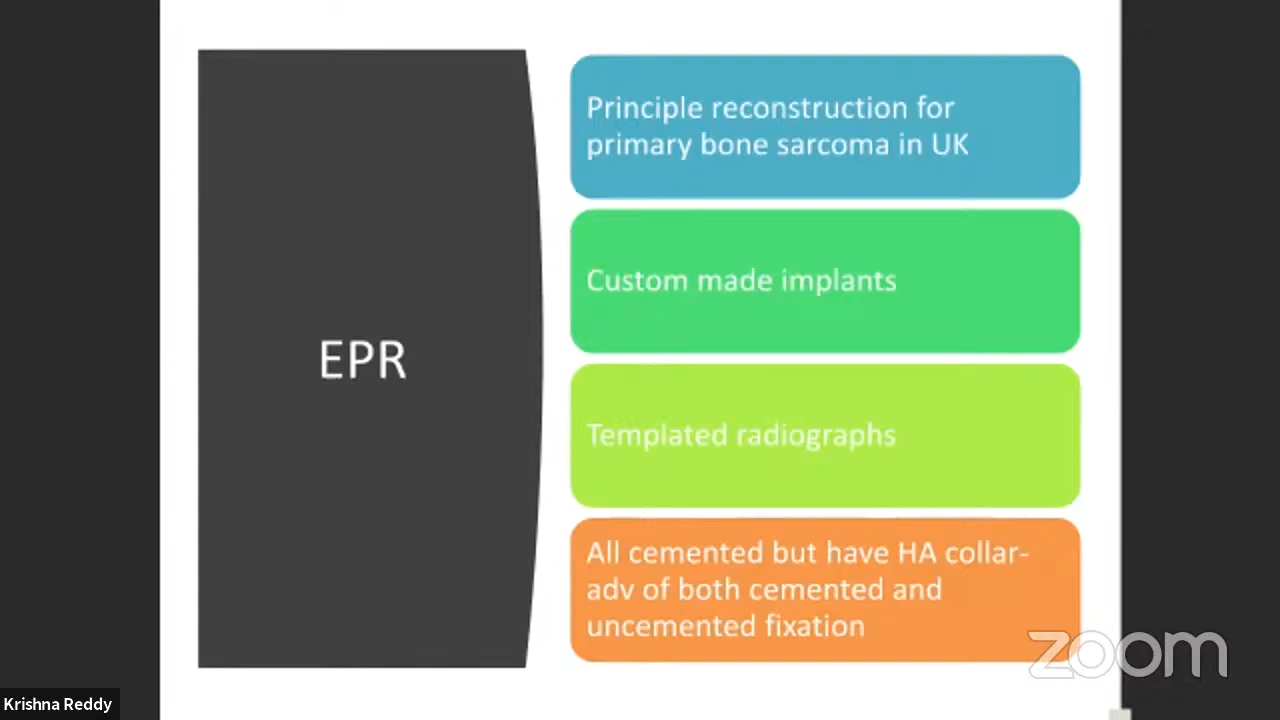 EPR
Principle reconstruction for
primary bone sarcoma in UK
Custom made implants
Templated radiographs
All cemented but have HA collar-
adv of both cemented and
uncemented fixation
zoom
Krishna Reddy